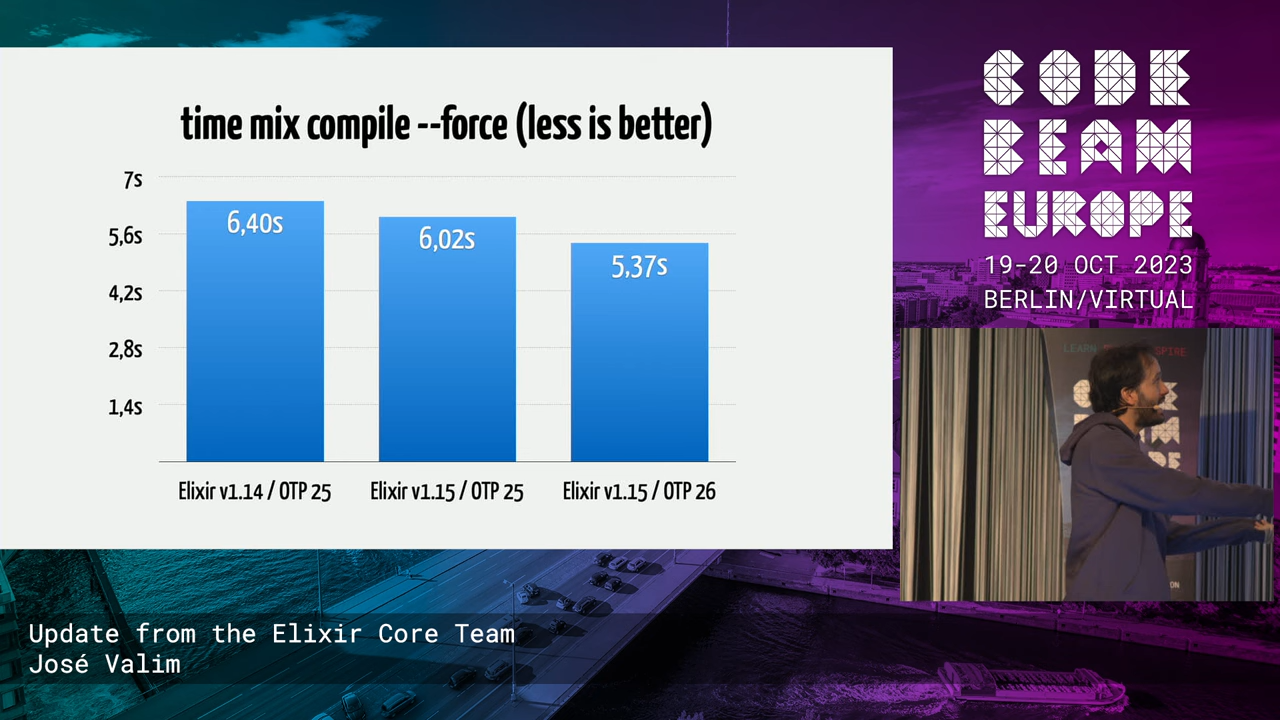 time mix compile --force (less is better)
7s
5,6s
4,2s
2,8s
1,4s
6,40s
6,02s
5,37s
Elixir v1.14 / OTP 25
Elixir v1.15 / OTP 25
Elixir v1.15 / OTP 26
CODE
BEAM
EUROPE
19-20 OCT 2023
BERLIN/VIRTUAL
LEARN
Update from the Elixir Core Team
José Valim